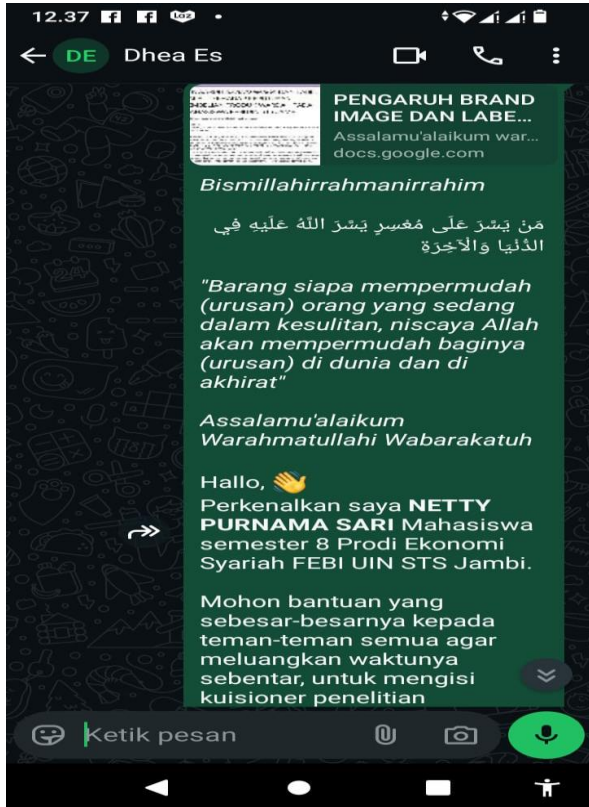 12.37
Loz
DE Dhea Es
PENGARUH BRAND
IMAGE DAN LABE...
Assalamu'alaikum war...
docs.google.com
Bismillahirrahmanirrahim
مَنْ يَسَّرَ عَلَى مُعْسِرٍ يَسَّرَ اللَّهُ عَلَيْهِ فِي
الدُّنْيَا وَالْآخِرَةِ
"Barang siapa mempermudah
(urusan) orang yang sedang
dalam kesulitan, niscaya Allah
akan mempermudah baginya
(urusan) di dunia dan di
akhirat"
Assalamu'alaikum
Warahmatullahi Wabarakatuh
Hallo, 👋
Perkenalkan saya NETTY
PURNAMA SARI Mahasiswa
semester 8 Prodi Ekonomi
Syariah FEBI UIN STS Jambi.
Mohon bantuan yang
sebesar-besarnya kepada
teman-teman semua agar
meluangkan waktunya
sebentar, untuk mengisi
kuisioner penelitian
Ketik pesan